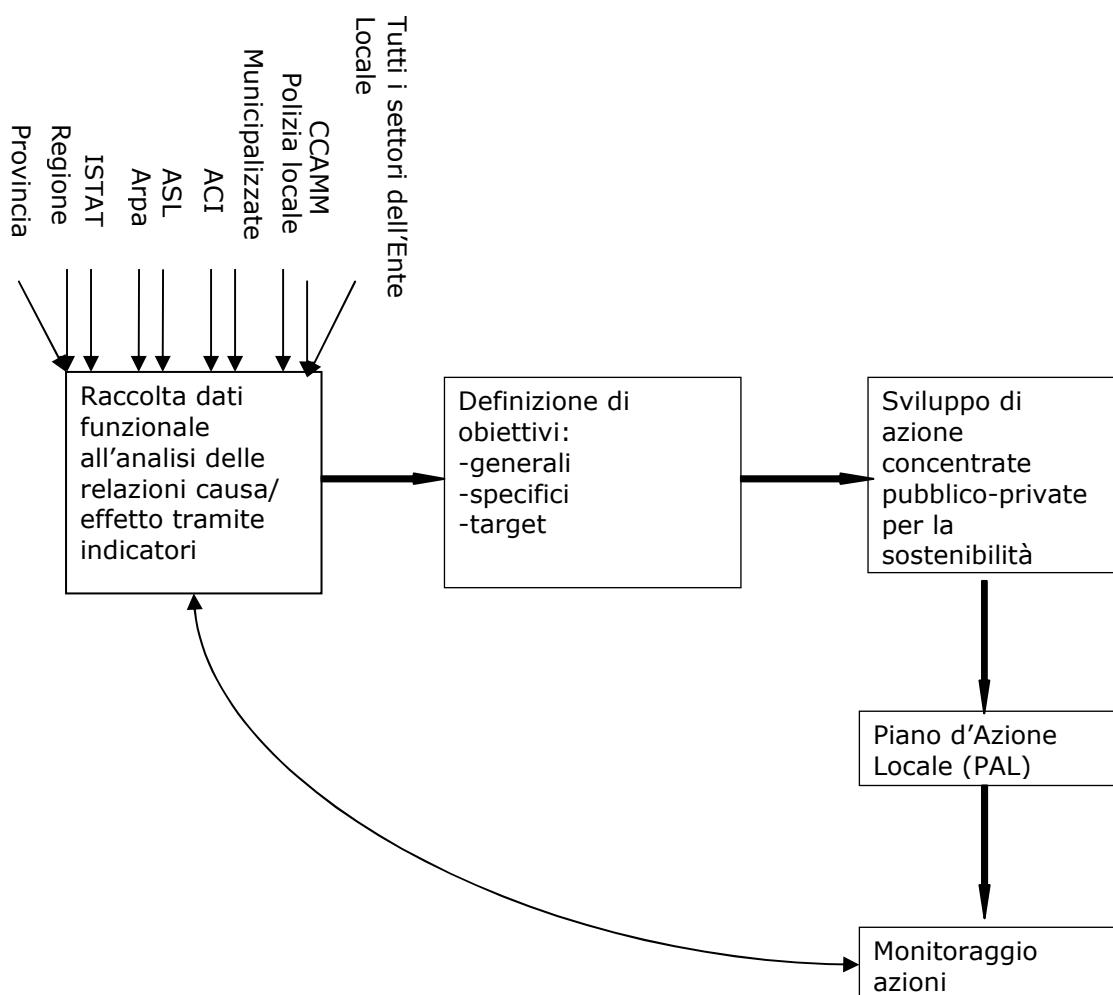 Provincia
Regione
ISTAT
Arpa
ASL
ACI
Municipalizzate
Polizia locale
CCAMM
Tutti i settori dell’Ente
Locale
Raccolta dati
funzionale
all’analisi delle
relazioni causa/
effetto tramite
indicatori
Definizione di
obiettivi:
-generali
-specifici
-target
Sviluppo di
azione
concentrate
pubblico-private
per la
sostenibilità
Piano d’Azione
Locale (PAL)
Monitoraggio
azioni